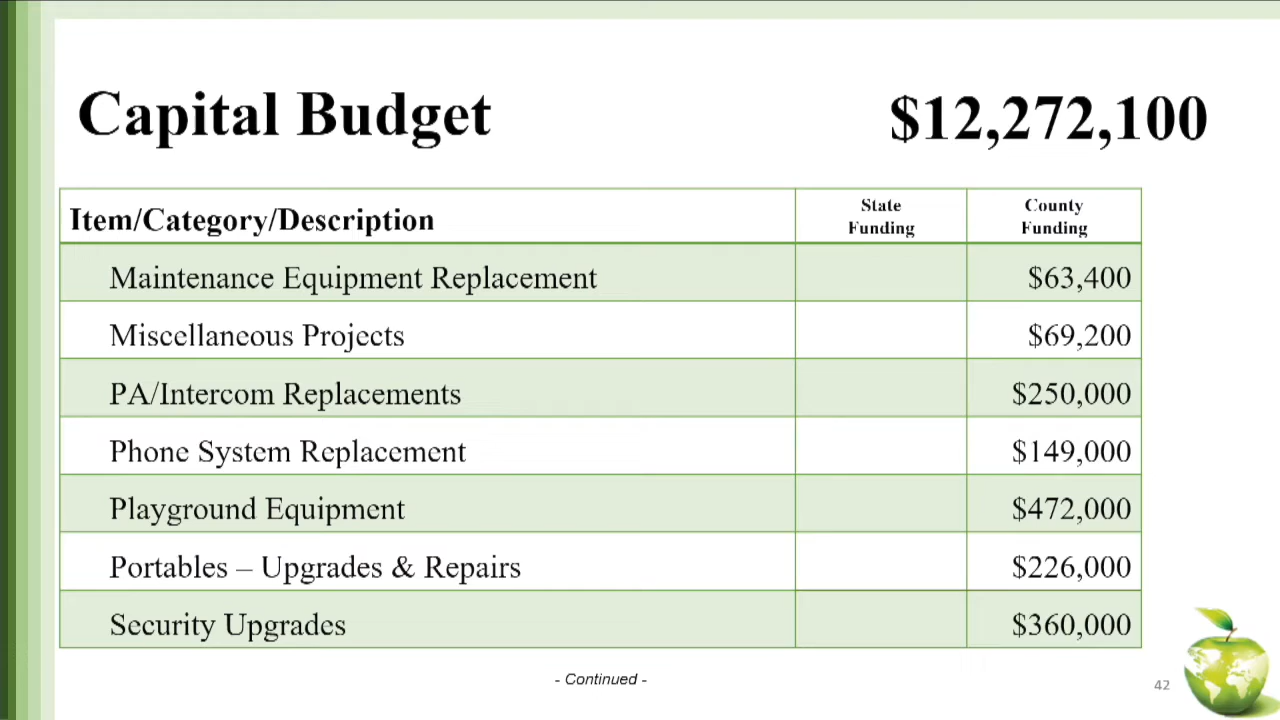 Capital Budget $12,272,100
Item/Category/Description State Funding County Funding
Maintenance Equipment Replacement $63,400
Miscellaneous Projects $69,200
PA/Intercom Replacements $250,000
Phone System Replacement $149,000
Playground Equipment $472,000
Portables – Upgrades & Repairs $226,000
Security Upgrades $360,000
- Continued -
42